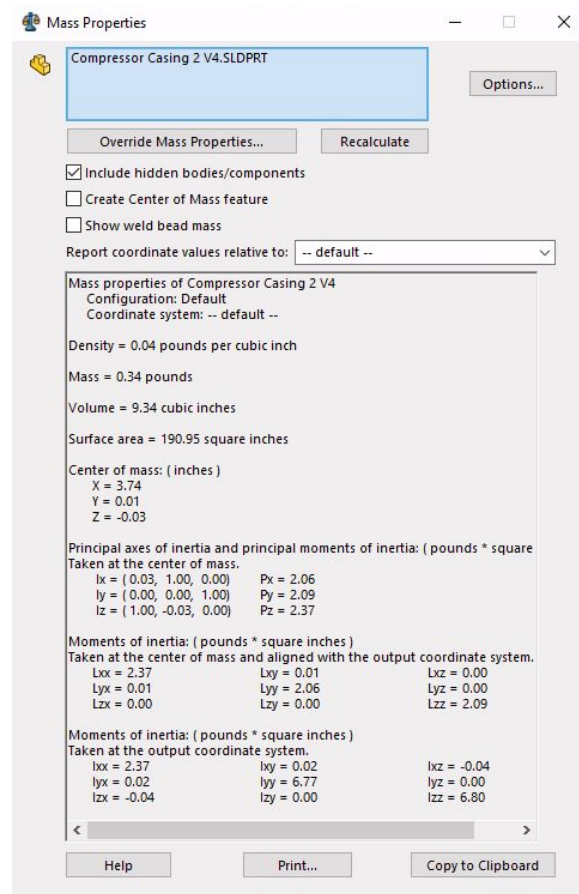 Mass Properties
Compressor Casing 2 V4.SLDPRT
Options...
Override Mass Properties...
Recalculate
Include hidden bodies/components
Create Center of Mass feature
Show weld bead mass
Report coordinate values relative to: -- default --
Mass properties of Compressor Casing 2 V4
Configuration: Default
Coordinate system: -- default --
Density = 0.04 pounds per cubic inch
Mass = 0.34 pounds
Volume = 9.34 cubic inches
Surface area = 190.95 square inches
Center of mass: ( inches )
X = 3.74
Y = 0.01
Z = -0.03
Principal axes of inertia and principal moments of inertia: ( pounds * square
Taken at the center of mass.
Ix = ( 0.03, 1.00, 0.00) Px = 2.06
Iy = ( 0.00, 0.00, 1.00) Py = 2.09
Iz = ( 1.00, -0.03, 0.00) Pz = 2.37
Moments of inertia: ( pounds * square inches )
Taken at the center of mass and aligned with the output coordinate system.
Lxx = 2.37 Lxy = 0.01 Lxz = 0.00
Lyx = 0.01 Lyy = 2.06 Lyz = 0.00
Lzx = 0.00 Lzy = 0.00 Lzz = 2.09
Moments of inertia: ( pounds * square inches )
Taken at the output coordinate system.
Ixx = 2.37 Ixy = 0.02 Ixz = -0.04
Iyx = 0.02 Iyy = 6.77 Iyz = 0.00
Izx = -0.04 Izy = 0.00 Izz = 6.80
Help
Print...
Copy to Clipboard